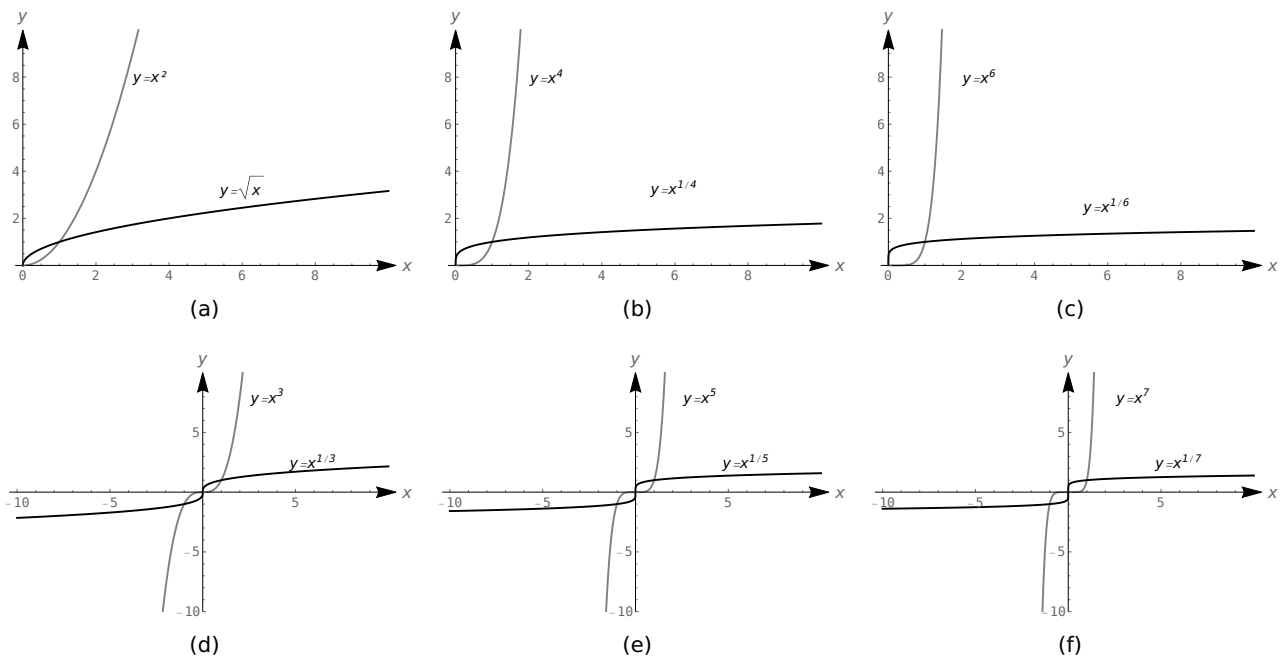 y y y
8 y=x² 8 y=x⁴ 8 y=x⁶
6 6 6
4 4 4
y=√x y=x^{1/4} y=x^{1/6}
2 2 2
x x x
0 2 4 6 8 0 2 4 6 8 0 2 4 6 8
(a) (b) (c)
y y y
y=x³ y=x⁵ y=x⁷
5 5 5
y=x^{1/3} y=x^{1/5} y=x^{1/7}
x x x
-10 -5 5 -10 -5 5 -10 -5 5
-5 -5 -5
-10 -10 -10
(d) (e) (f)